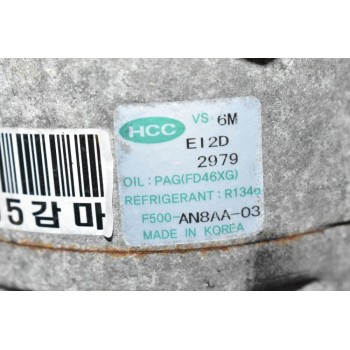 HCC VS 6M
E12D
2979
OIL : PAG(FD46XG)
REFRIGERANT : R134a
F500-AN8AA-03
MADE IN KOREA
5감마